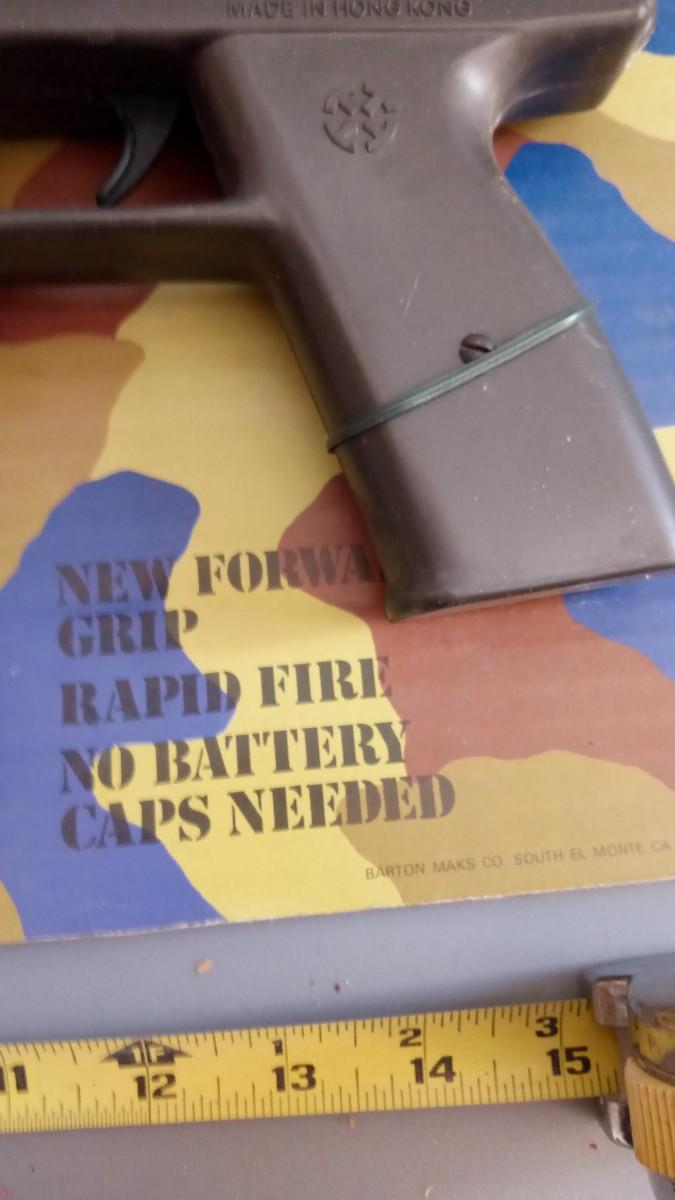 MADE IN HONG KONG
NEW FORWA
GRIP
RAPID FIRE
NO BATTERY
CAPS NEEDED
BARTON MAKS CO. SOUTH EL MONTE CA
1 2 3
11 1F 12 13 14 15